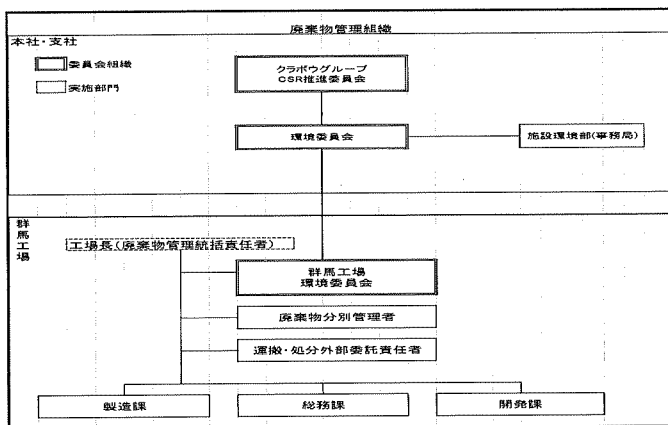 廃棄物管理組織
本社・支社
委員会組織
実施部門
クラボウグループ
CSR推進委員会
環境委員会
施設環境部(事務局)
群馬工場
工場長(廃棄物管理統括責任者)
群馬工場
環境委員会
廃棄物分別管理者
運搬・処分外部委託責任者
製造課
総務課
開発課